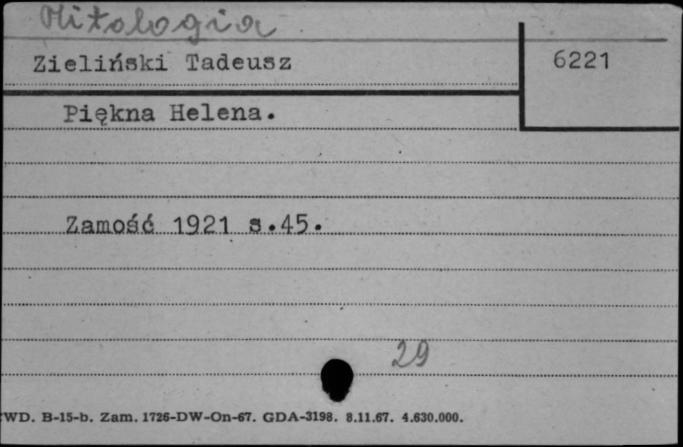 Mitologia
Zieliński Tadeusz
6221
Piękna Helena.
Zamość 1921 s.45.
29
WD. B-15-b. Zam. 1726-DW-On-67. GDA-3198. 8.11.67. 4.630.000.